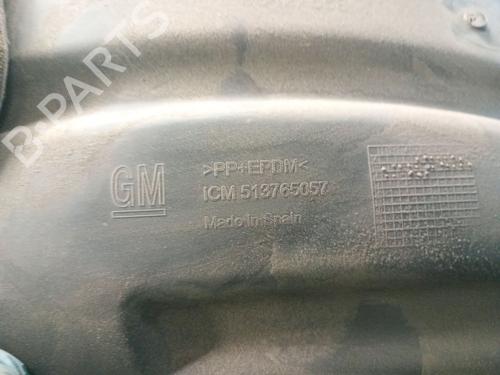 B-PARTS
GM
>PP+EPDM<
ICM 513765057
Made in Spain